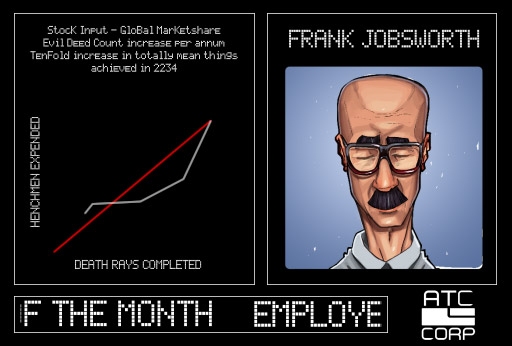 Stock Input - Global Marketshare
Evil Deed Count increase per annum
TenFold increase in totally mean things
achieved in 2234
HENCHMEN EXPENDED
DEATH RAYS COMPLETED
FRANK JOBSWORTH
F THE MONTH EMPLOYE
ATC
CORP